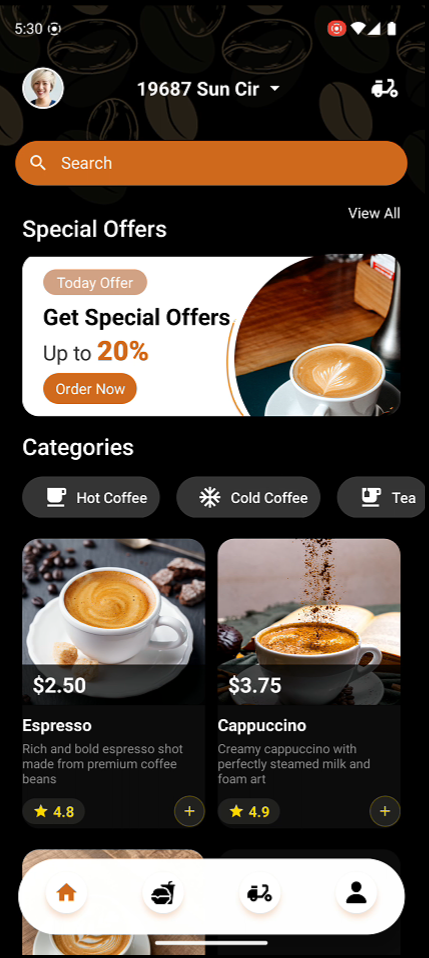 5:30
19687 Sun Cir
Search
View All
Special Offers
Today Offer
Get Special Offers
Up to 20%
Order Now
Categories
Hot Coffee
Cold Coffee
Tea
$2.50
$3.75
Espresso
Cappuccino
Rich and bold espresso shot
made from premium coffee
beans
Creamy cappuccino with
perfectly steamed milk and
foam art
4.8
4.9